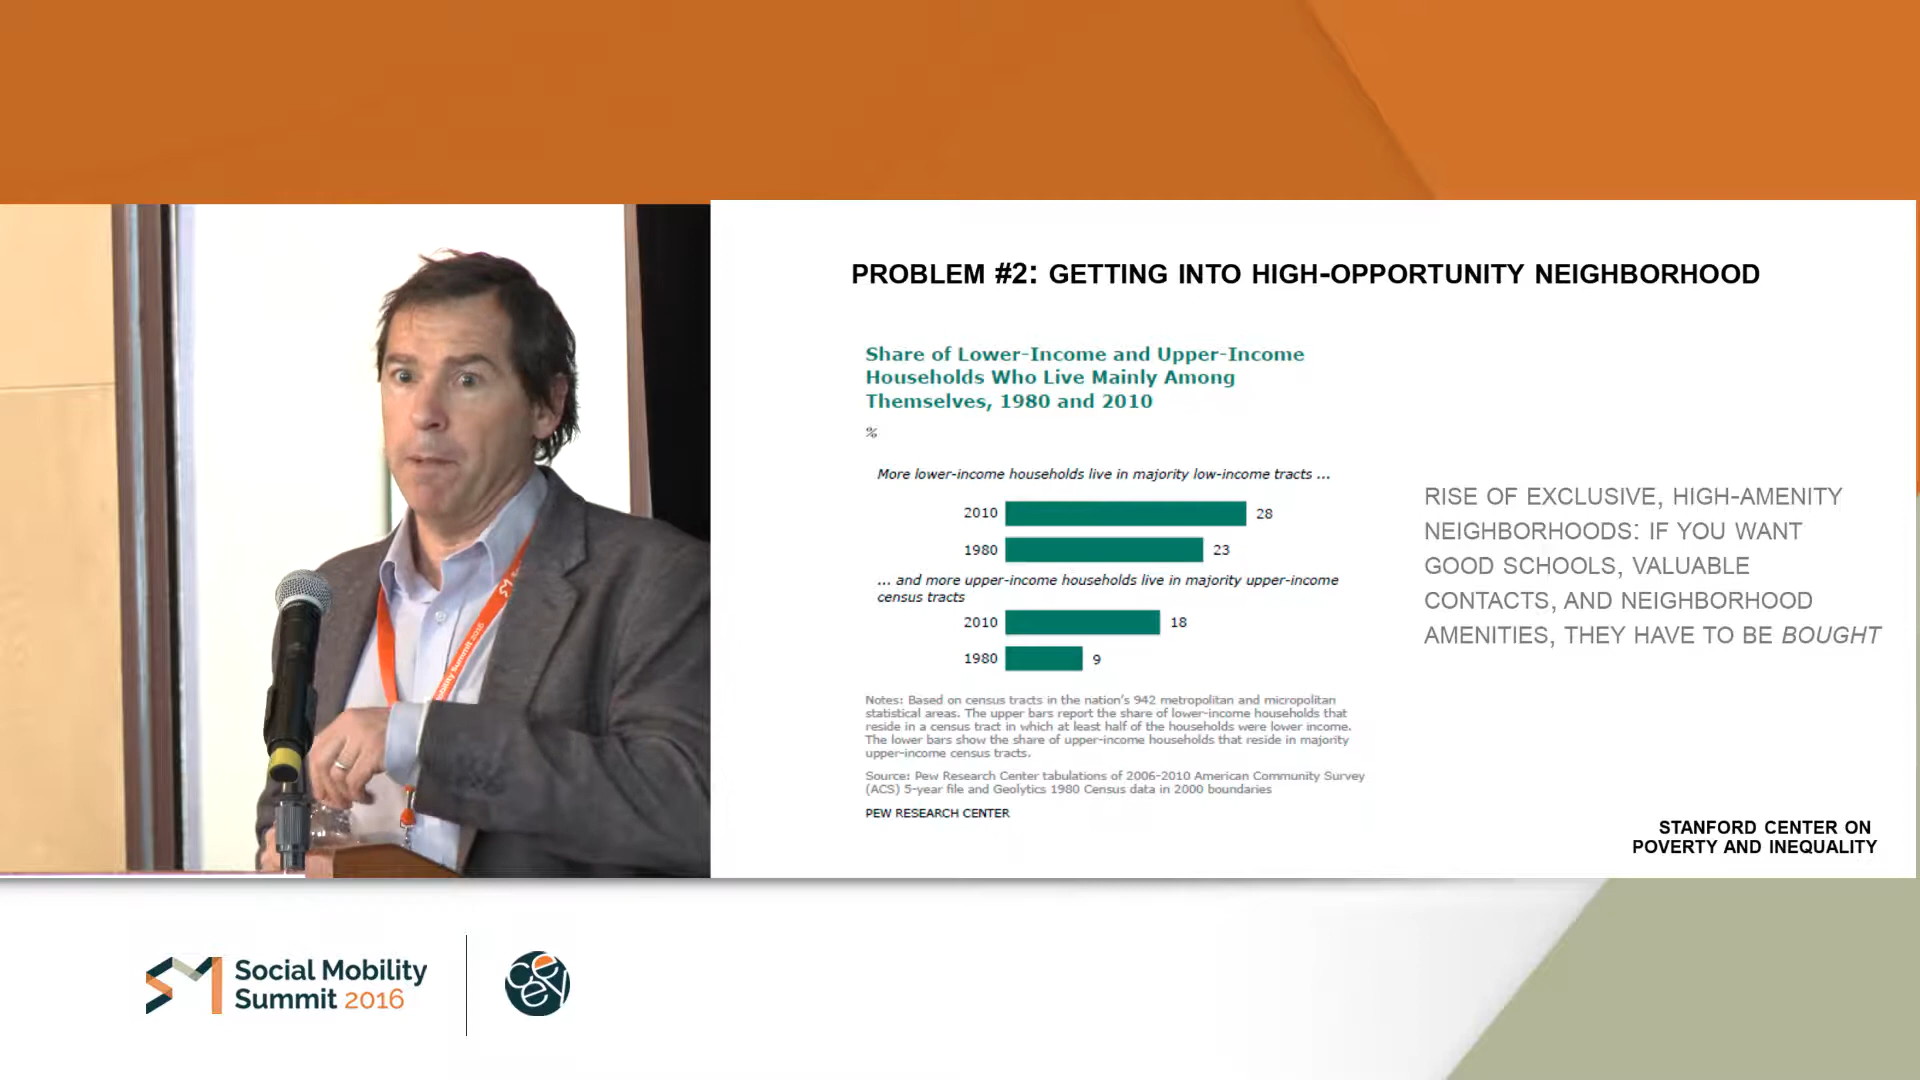 PROBLEM #2: GETTING INTO HIGH-OPPORTUNITY NEIGHBORHOOD
Share of Lower-Income and Upper-Income
Households Who Live Mainly Among
Themselves, 1980 and 2010
%
More lower-income households live in majority low-income tracts ...
2010 28
1980 23
... and more upper-income households live in majority upper-income
census tracts
2010 18
1980 9
Notes: Based on census tracts in the nation's 942 metropolitan and micropolitan
statistical areas. The upper bars report the share of lower-income households that
reside in a census tract in which at least half of the households were lower income.
The lower bars show the share of upper-income households that reside in majority
upper-income census tracts.
Source: Pew Research Center tabulations of 2006-2010 American Community Survey
(ACS) 5-year file and Geolytics 1980 Census data in 2000 boundaries
PEW RESEARCH CENTER
RISE OF EXCLUSIVE, HIGH-AMENITY
NEIGHBORHOODS: IF YOU WANT
GOOD SCHOOLS, VALUABLE
CONTACTS, AND NEIGHBORHOOD
AMENITIES, THEY HAVE TO BE BOUGHT
STANFORD CENTER ON
POVERTY AND INEQUALITY
Summit 2016
SM
Social Mobility
Summit 2016
ceey